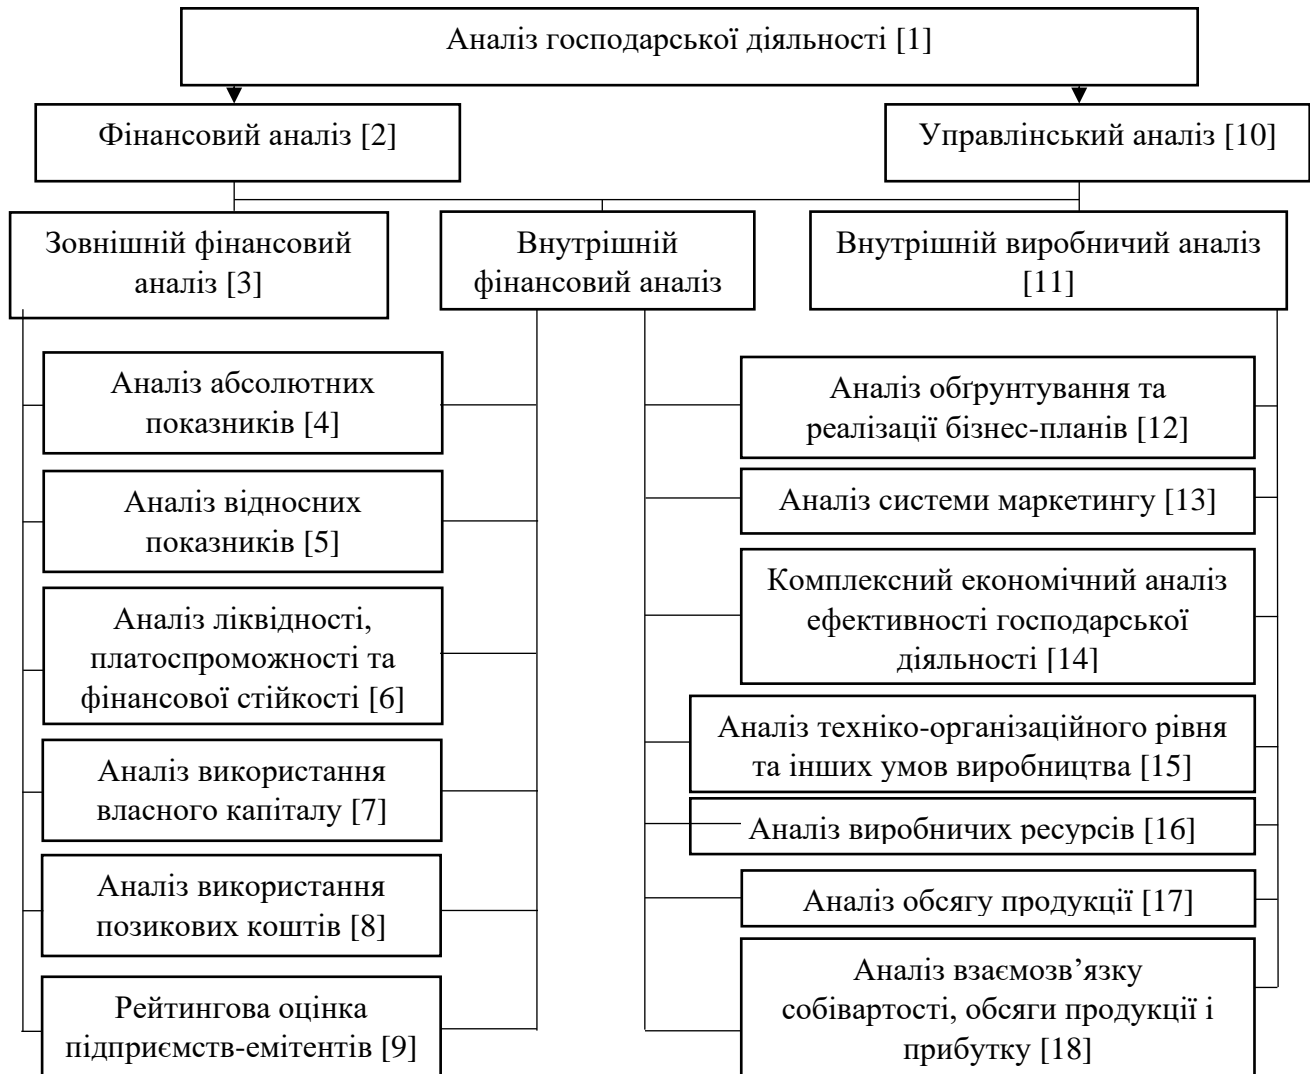 Аналіз господарської діяльності [1]
Фінансовий аналіз [2]
Управлінський аналіз [10]
Зовнішній фінансовий
аналіз [3]
Внутрішній
фінансовий аналіз
Внутрішній виробничий аналіз
[11]
Аналіз абсолютних
показників [4]
Аналіз відносних
показників [5]
Аналіз ліквідності,
платоспроможності та
фінансової стійкості [6]
Аналіз використання
власного капіталу [7]
Аналіз використання
позикових коштів [8]
Рейтингова оцінка
підприємств-емітентів [9]
Аналіз обґрунтування та
реалізації бізнес-планів [12]
Аналіз системи маркетингу [13]
Комплексний економічний аналіз
ефективності господарської
діяльності [14]
Аналіз техніко-організаційного рівня
та інших умов виробництва [15]
Аналіз виробничих ресурсів [16]
Аналіз обсягу продукції [17]
Аналіз взаємозв’язку
собівартості, обсяги продукції і
прибутку [18]